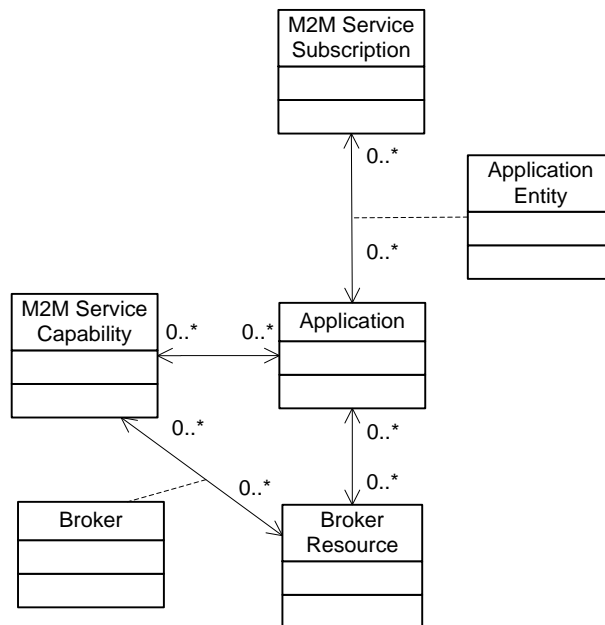 M2M Service
Subscription
0..*
Application
Entity
0..*
M2M Service
Capability
0..*
0..*
Application
0..*
0..*
0..*
0..*
Broker
Broker
Resource